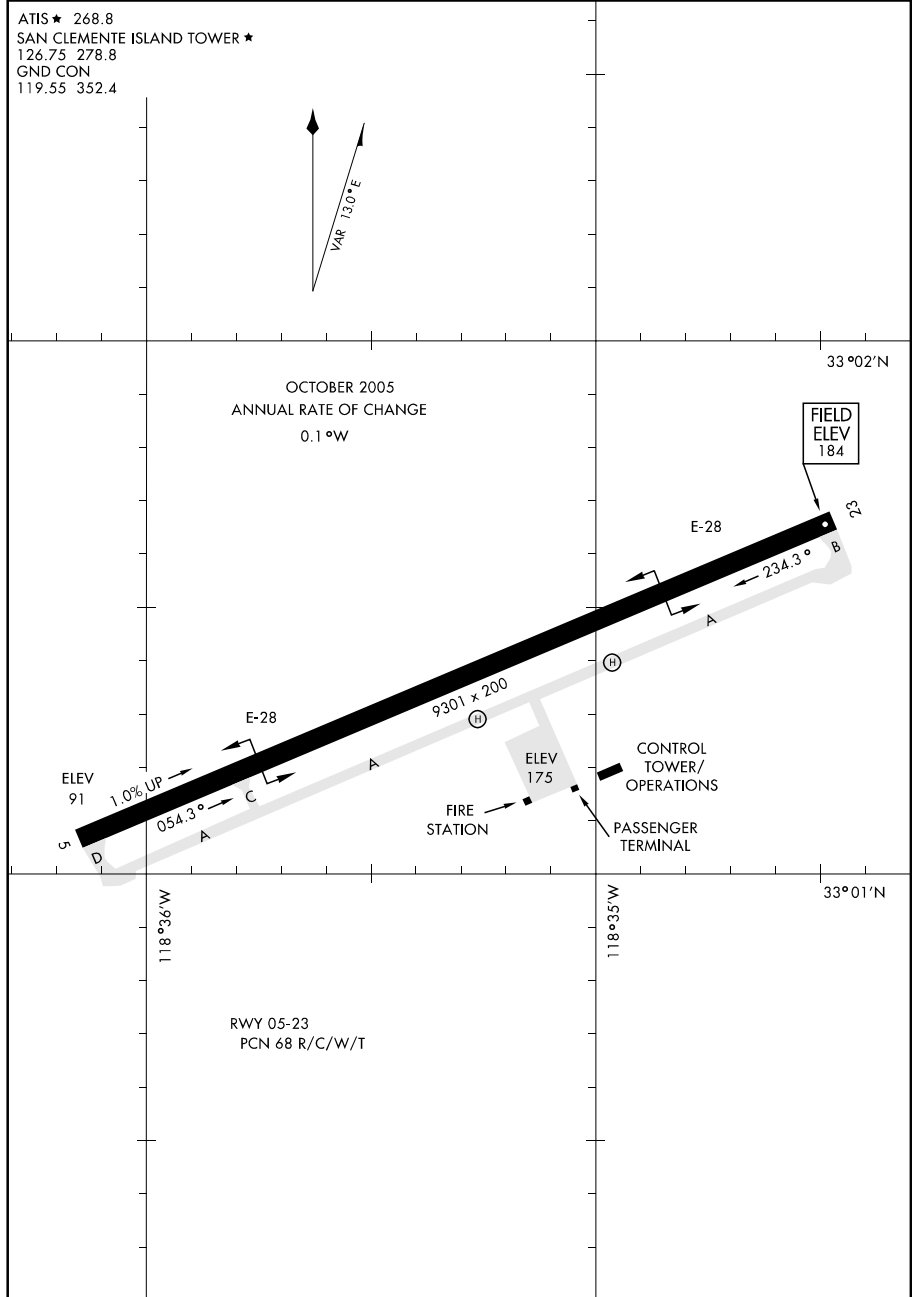 ATIS ★ 268.8
SAN CLEMENTE ISLAND TOWER ★
126.75 278.8
GND CON
119.55 352.4
VAR 13.0° E
33°02'N
OCTOBER 2005
ANNUAL RATE OF CHANGE
0.1°W
FIELD
ELEV
184
23
E-28
B
234.3°
A
H
9301 x 200
H
E-28
A
ELEV
175
CONTROL
TOWER/
OPERATIONS
ELEV
91
1.0% UP
C
054.3°
FIRE
STATION
PASSENGER
TERMINAL
5
A
D
33°01'N
118°36'W
118°35'W
RWY 05-23
PCN 68 R/C/W/T